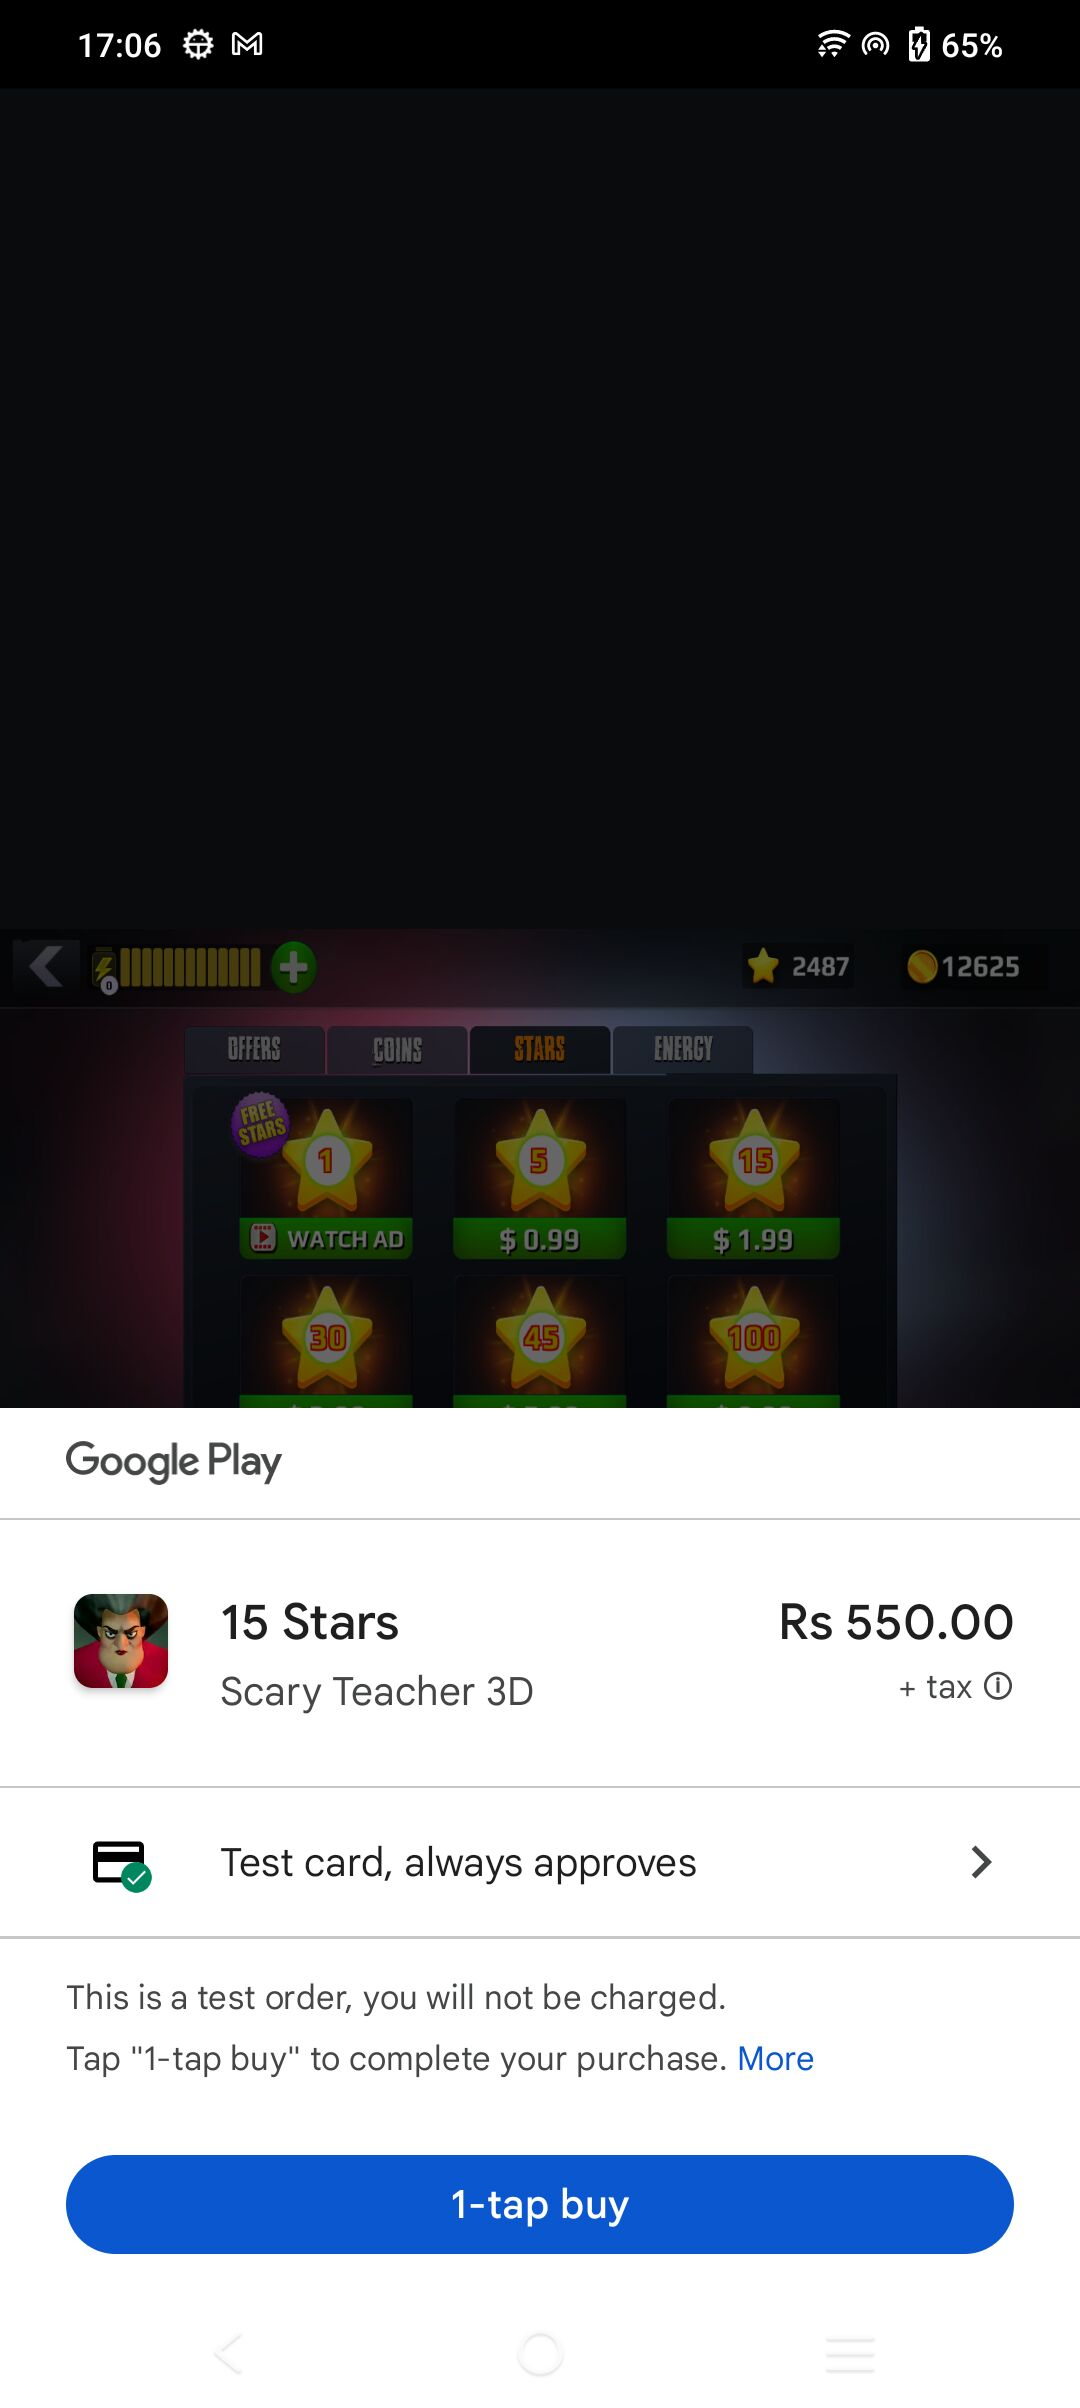 17:06
65%
0
2487
12625
OFFERS
COINS
STARS
ENERGY
FREE
STARS
1
5
15
WATCH AD
$ 0.99
$ 1.99
30
45
100
Google Play
15 Stars
Rs 550.00
Scary Teacher 3D
+ tax
Test card, always approves
This is a test order, you will not be charged.
Tap "1-tap buy" to complete your purchase. More
1-tap buy